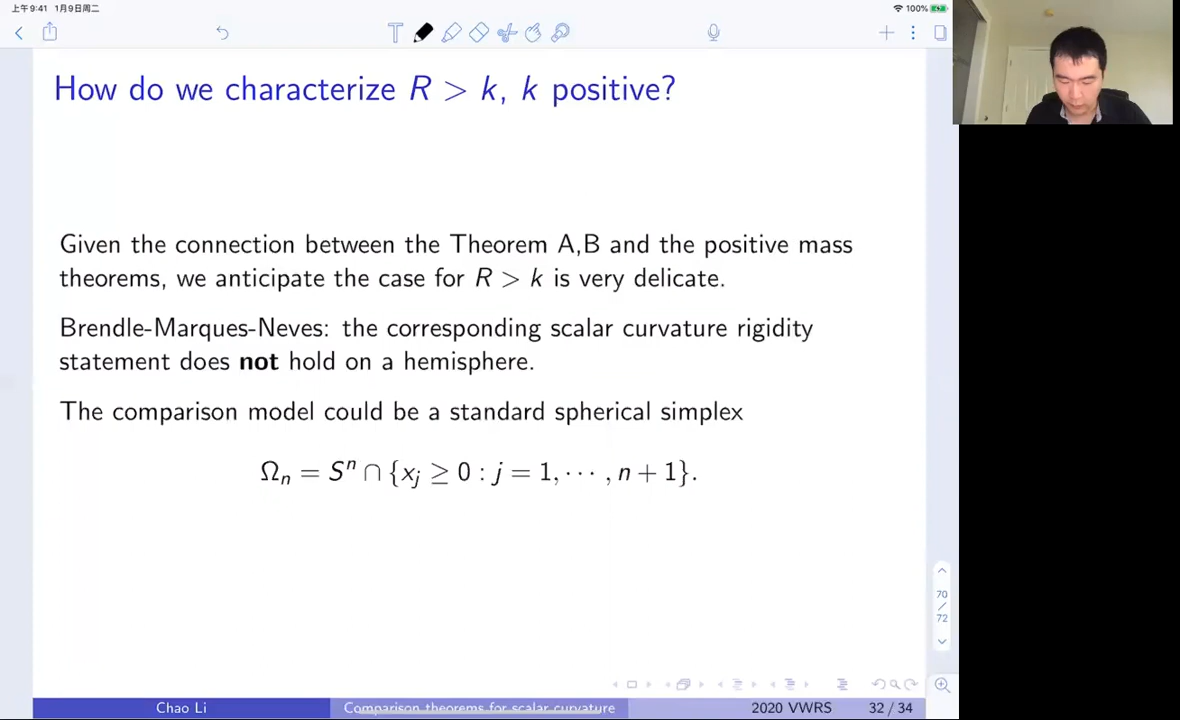 上午9:41 1月9日周二
100%
How do we characterize R > k, k positive?
Given the connection between the Theorem A,B and the positive mass
theorems, we anticipate the case for R > k is very delicate.
Brendle-Marques-Neves: the corresponding scalar curvature rigidity
statement does not hold on a hemisphere.
The comparison model could be a standard spherical simplex
Ωₙ = Sⁿ ∩ {xⱼ ≥ 0 : j = 1, ⋯ , n + 1}.
70
/
72
Chao Li
Comparison theorems for scalar curvature
2020 VWRS
32 / 34